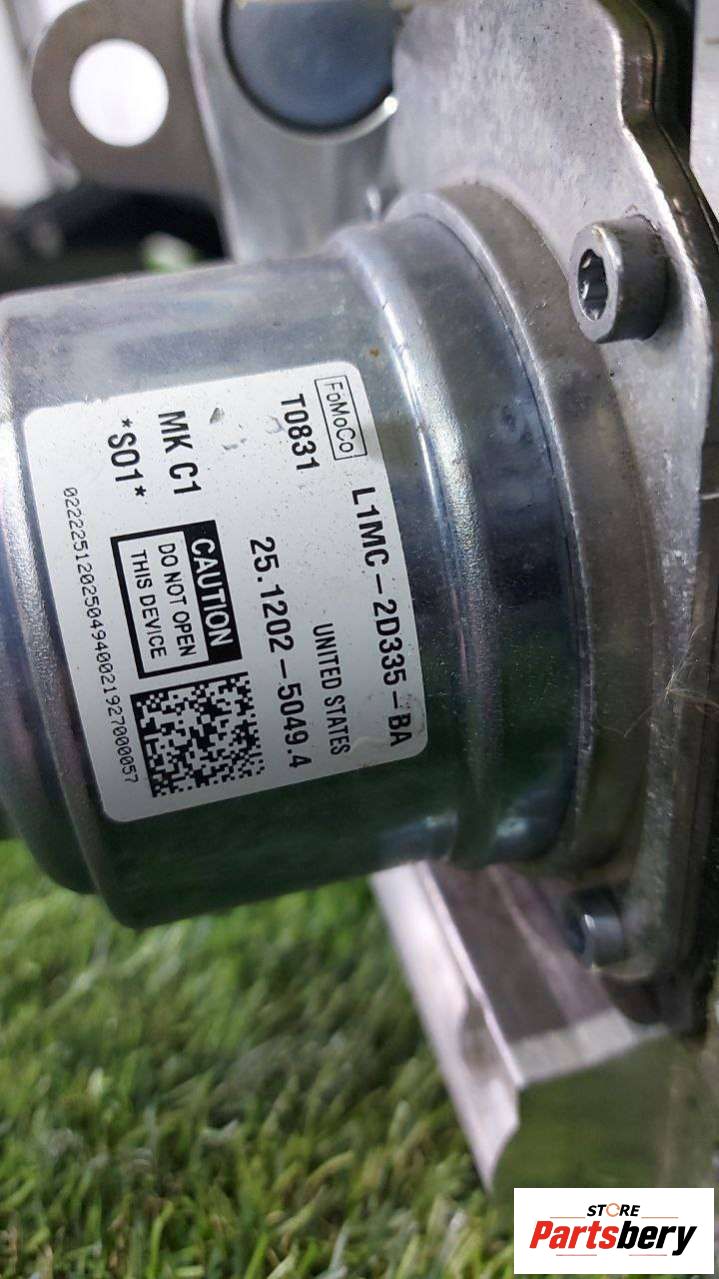 FoMoCo L1MC-2D335-BA
T0831 UNITED STATES
25.1202-5049.4
MK C1
*S01*
CAUTION
DO NOT OPEN
THIS DEVICE
0222251202504940021927000057
STORE
Partsbery